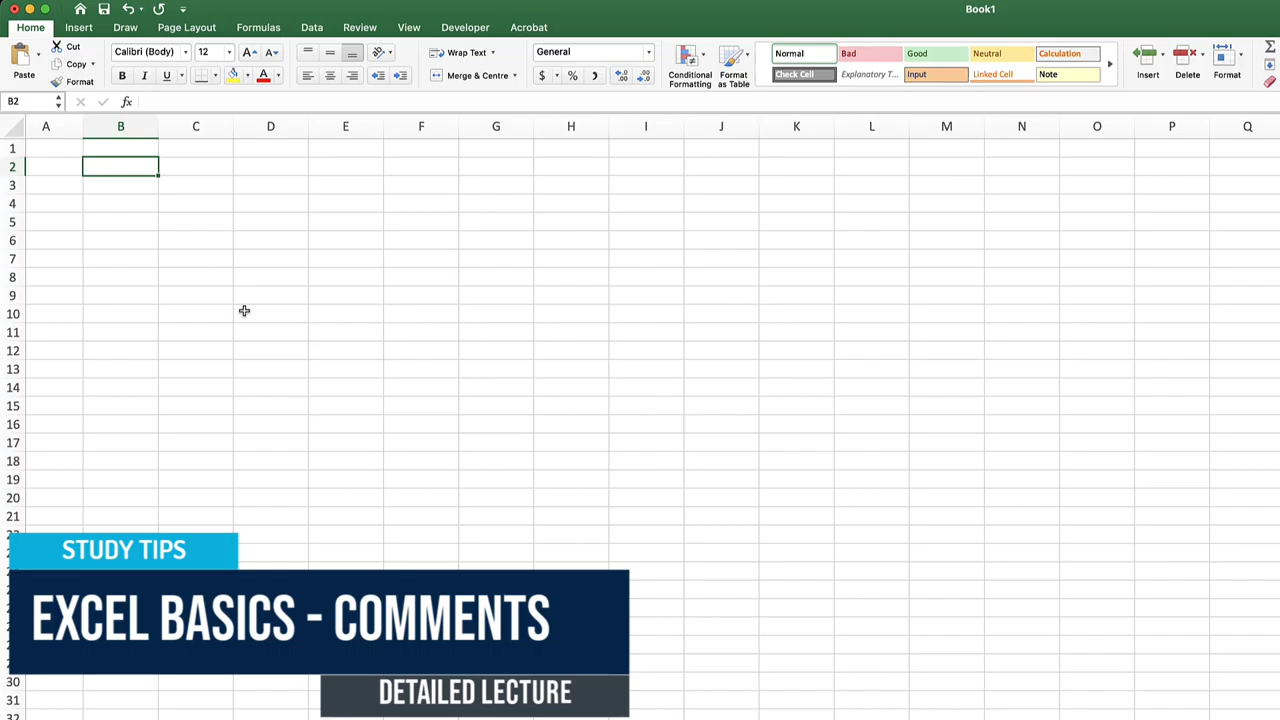 Book1
Home Insert Draw Page Layout Formulas Data Review View Developer Acrobat
Paste
Cut
Copy
Format
Calibri (Body) 12
A A
B I U
A
Wrap Text
Merge & Centre
General
$ % ,
Conditional Formatting
Format as Table
Normal Bad Good Neutral Calculation
Check Cell Explanatory T... Input Linked Cell Note
Insert
Delete
Format
B2
fx
A B C D E F G H I J K L M N O P Q
1
2
3
4
5
6
7
8
9
10
11
12
13
14
15
16
17
18
19
20
21
STUDY TIPS
EXCEL BASICS - COMMENTS
30
DETAILED LECTURE
31
32